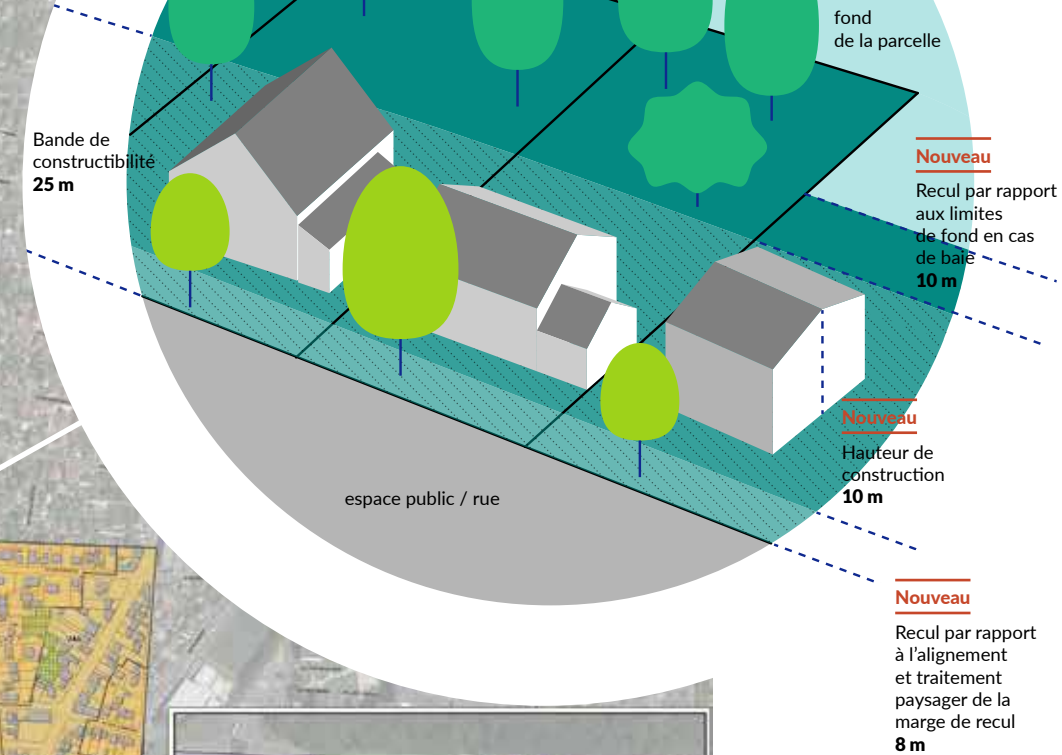 fond
de la parcelle
Bande de
constructibilité
25 m
Nouveau
Recul par rapport
aux limites
de fond en cas
de baie
10 m
Nouveau
Hauteur de
construction
10 m
espace public / rue
Nouveau
Recul par rapport
à l'alignement
et traitement
paysager de la
marge de recul
8 m